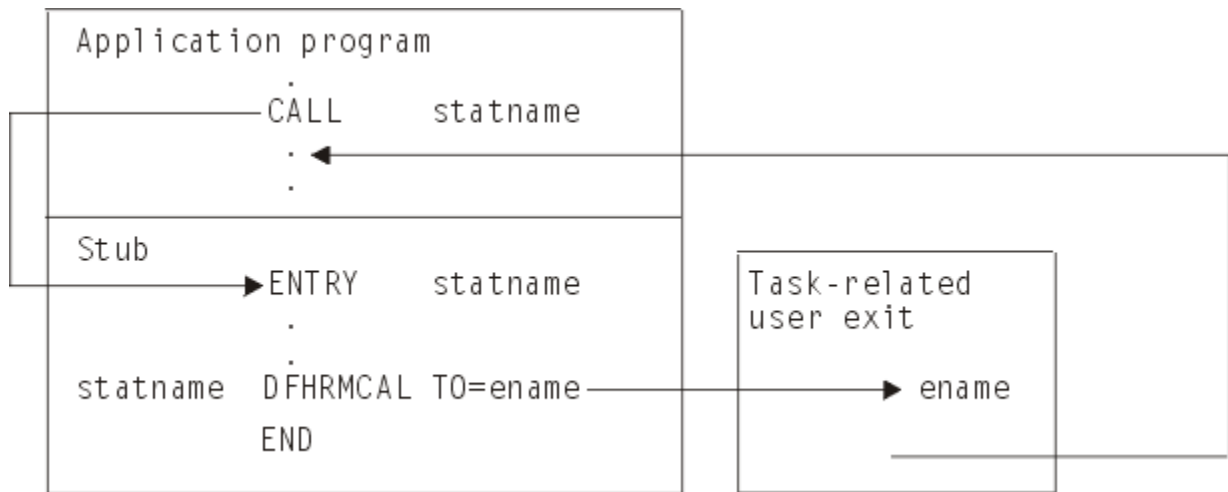 Application program
.
CALL statname
.
.
Stub
ENTRY statname
.
.
statname DFHRMCAL TO=ename
END
Task-related
user exit
ename